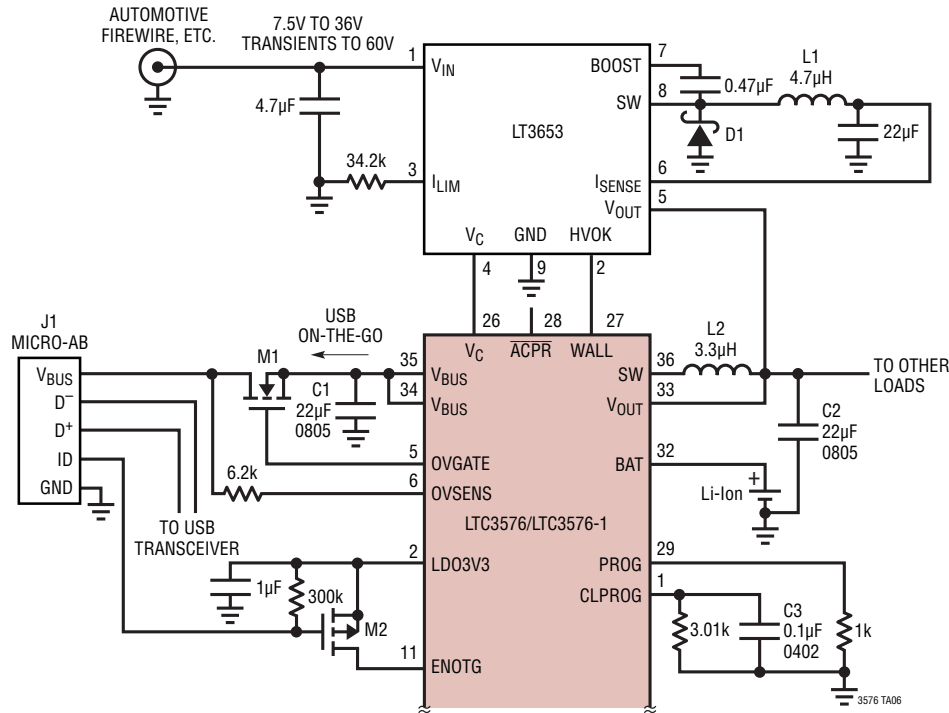 AUTOMOTIVE
FIREWIRE, ETC.
7.5V TO 36V
TRANSIENTS TO 60V
1
VIN
4.7µF
34.2k
3
ILIM
LT3653
BOOST
7
0.47µF
SW
8
D1
L1
4.7µH
22µF
ISENSE
6
VOUT
5
VC
GND
HVOK
4
9
2
26
28
27
VC
ACPR
WALL
J1
MICRO-AB
VBUS
D–
D+
ID
GND
TO USB
TRANSCEIVER
USB
ON-THE-GO
M1
C1
22µF
0805
35
VBUS
34
VBUS
5
OVGATE
6.2k
6
OVSENS
LTC3576/LTC3576-1
2
LDO3V3
1µF
300k
M2
11
ENOTG
SW
36
L2
3.3µH
VOUT
33
TO OTHER
LOADS
C2
22µF
0805
BAT
32
Li-Ion
+
PROG
29
CLPROG
1
3.01k
C3
0.1µF
0402
1k
3576 TA06